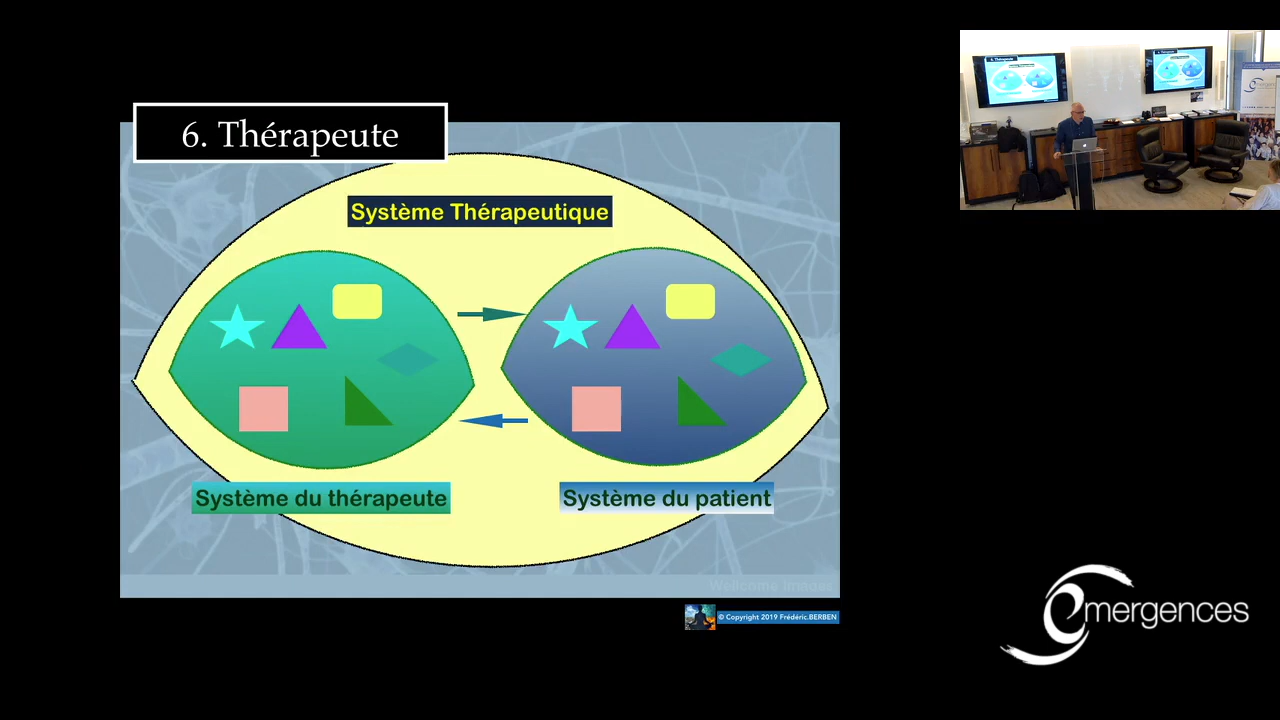 6. Thérapeute
Système Thérapeutique
Système du thérapeute
Système du patient
Wellcome Images
© Copyright 2019 Frédéric.BERBEN
emergences